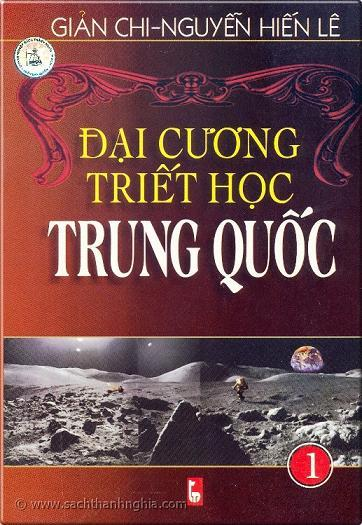 GIẢN CHI-NGUYỄN HIẾN LÊ
ĐẠI CƯƠNG
TRIẾT HỌC
TRUNG QUỐC
1
© www.sachthanhnghia.com